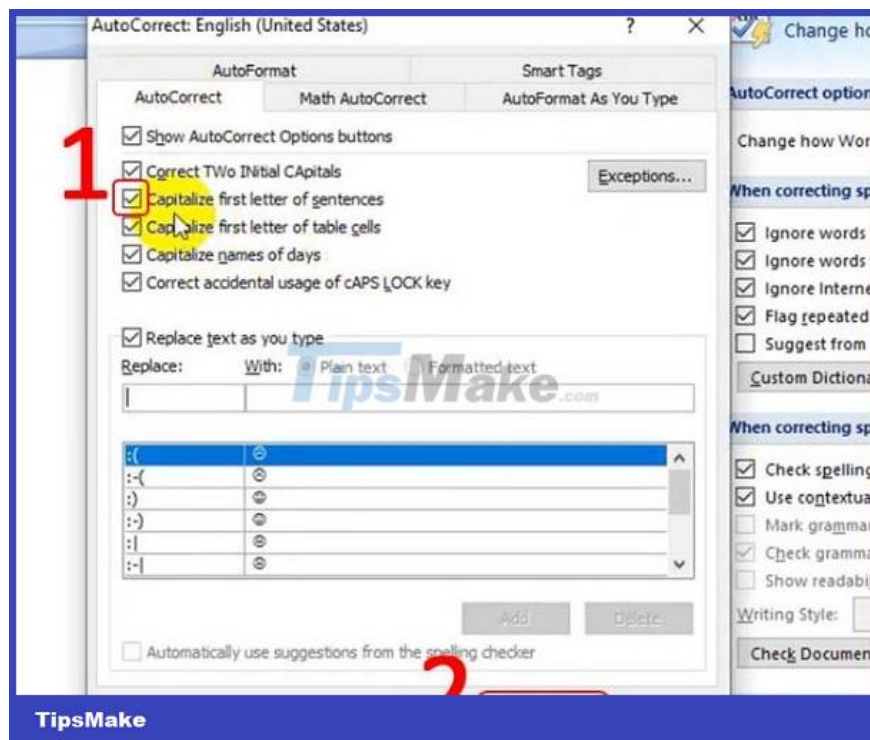 AutoCorrect: English (United States) ? ×
AutoFormat Smart Tags
AutoCorrect Math AutoCorrect AutoFormat As You Type
Show AutoCorrect Options buttons
Correct TWo INitial CApitals
Exceptions...
Capitalize first letter of sentences
Capitalize first letter of table cells
Capitalize names of days
Correct accidental usage of cAPS LOCK key
Replace text as you type
Replace: With: Plain text Formatted text
:(
:-(
:)
:-)
:|
:-|
Add Delete
Automatically use suggestions from the spelling checker
1
2
TipsMake.com
Change
AutoCorrect option
Change how Wor
When correcting sp
Ignore words
Ignore words
Ignore Interne
Flag repeated
Suggest from
Custom Dictiona
When correcting sp
Check spelling
Use contextua
Mark gramma
Check gramma
Show readabi
Writing Style:
Check Documen
TipsMake